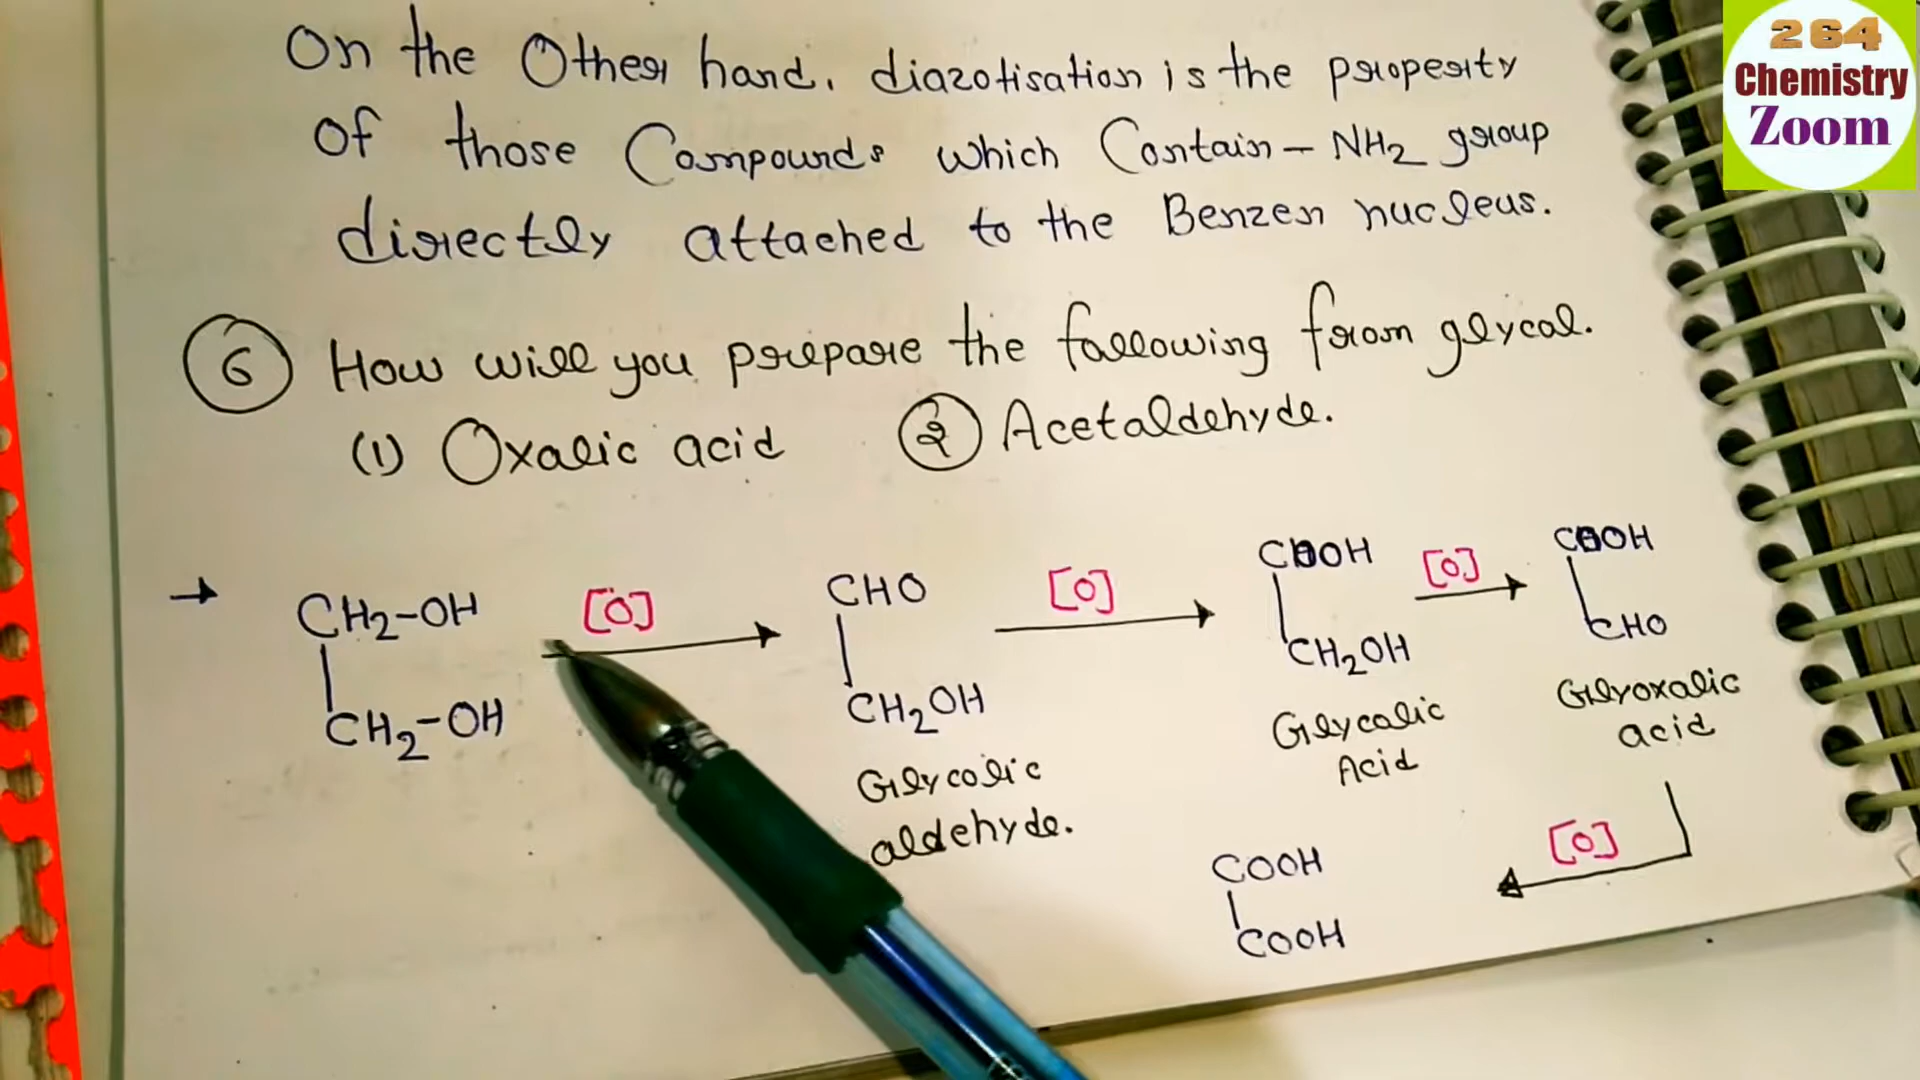 On the Other hand, diazotisation is the property
Of those Compounds which Contain - NH2 group
directly attached to the Benzen nucleus.
6 How will you prepare the following from glycol.
(1) Oxalic acid 2 Acetaldehyde.
→ CH2-OH [O] CHO [O] COOH [O] COOH
CH2-OH CH2OH CH2OH CHO
Glycolic aldehyde.
Glycolic Acid
Glyoxalic acid
[O]
COOH
COOH
264
Chemistry
Zoom